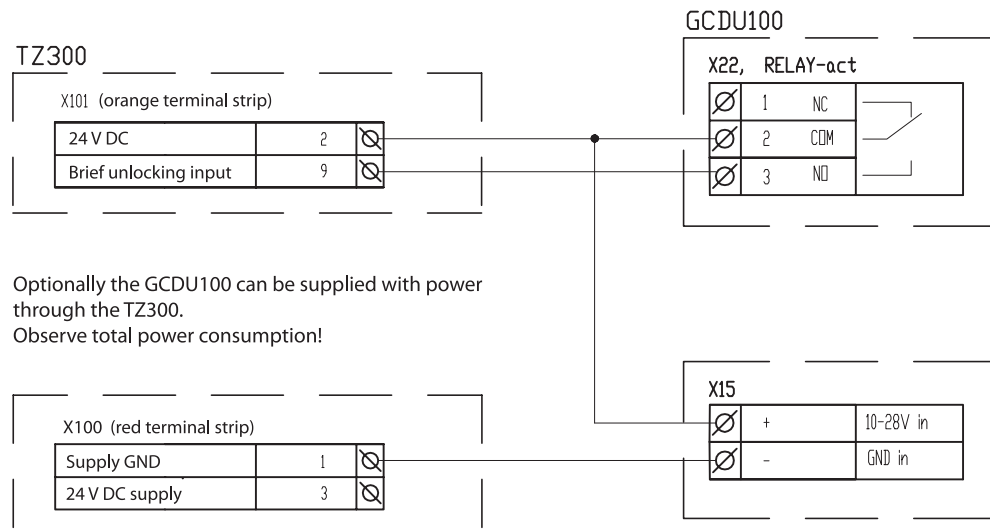 GCDU100
TZ300
X22, RELAY-act
X101 (orange terminal strip)
1 NC
24 V DC 2
2 COM
Brief unlocking input 9
3 NO
Optionally the GCDU100 can be supplied with power
through the TZ300.
Observe total power consumption!
X15
X100 (red terminal strip)
+ 10-28V in
Supply GND 1
- GND in
24 V DC supply 3